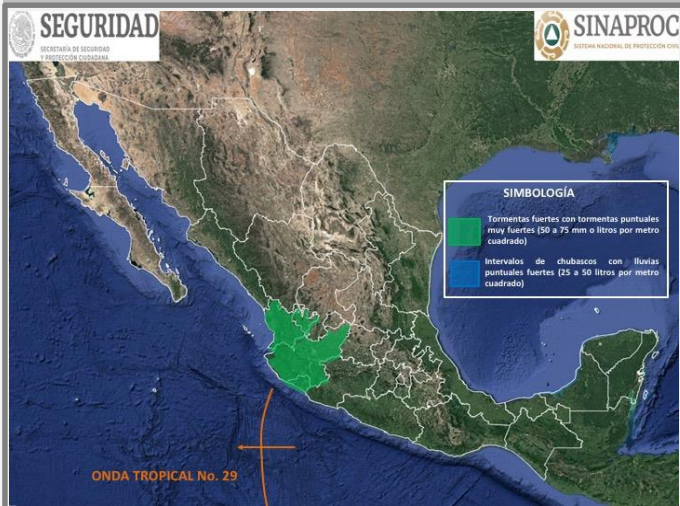 SEGURIDAD
SECRETARÍA DE SEGURIDAD
Y PROTECCIÓN CIUDADANA
SINAPROC
SISTEMA NACIONAL DE PROTECCIÓN CIVIL
SIMBOLOGÍA
Tormentas fuertes con tormentas puntuales
muy fuertes (50 a 75 mm o litros por metro
cuadrado)
Intervalos de chubascos con lluvias
puntuales fuertes (25 a 50 litros por metro
cuadrado)
ONDA TROPICAL No. 29